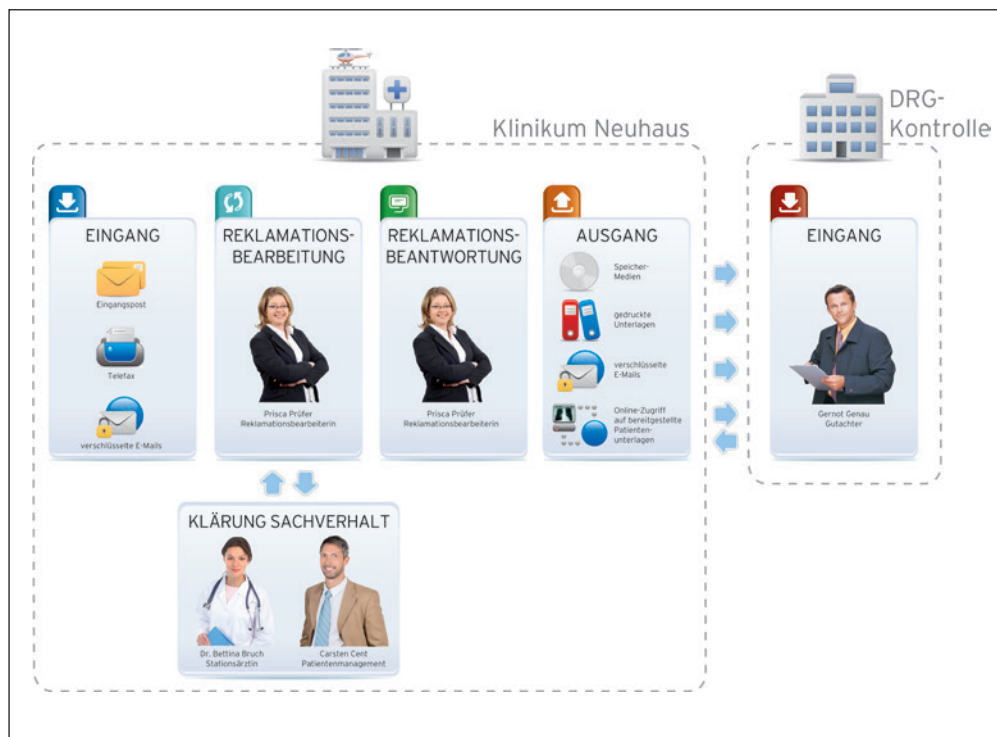 Klinikum Neuhaus
DRG-
Kontrolle
EINGANG
Eingangspost
Telefax
verschlüsselte E-Mails
REKLAMATIONS-
BEARBEITUNG
Prisca Prüfer
Reklamationsbearbeiterin
REKLAMATIONS-
BEANTWORTUNG
Prisca Prüfer
Reklamationsbearbeiterin
AUSGANG
Speicher-
Medien
gedruckte
Unterlagen
verschlüsselte
E-Mails
Online-Zugriff
auf bereitgestellte
Patienten-
unterlagen
EINGANG
Gernot Genau
Gutachter
KLÄRUNG SACHVERHALT
Dr. Bettina Bruch
Stationsärztin
Carsten Cent
Patientenmanagement